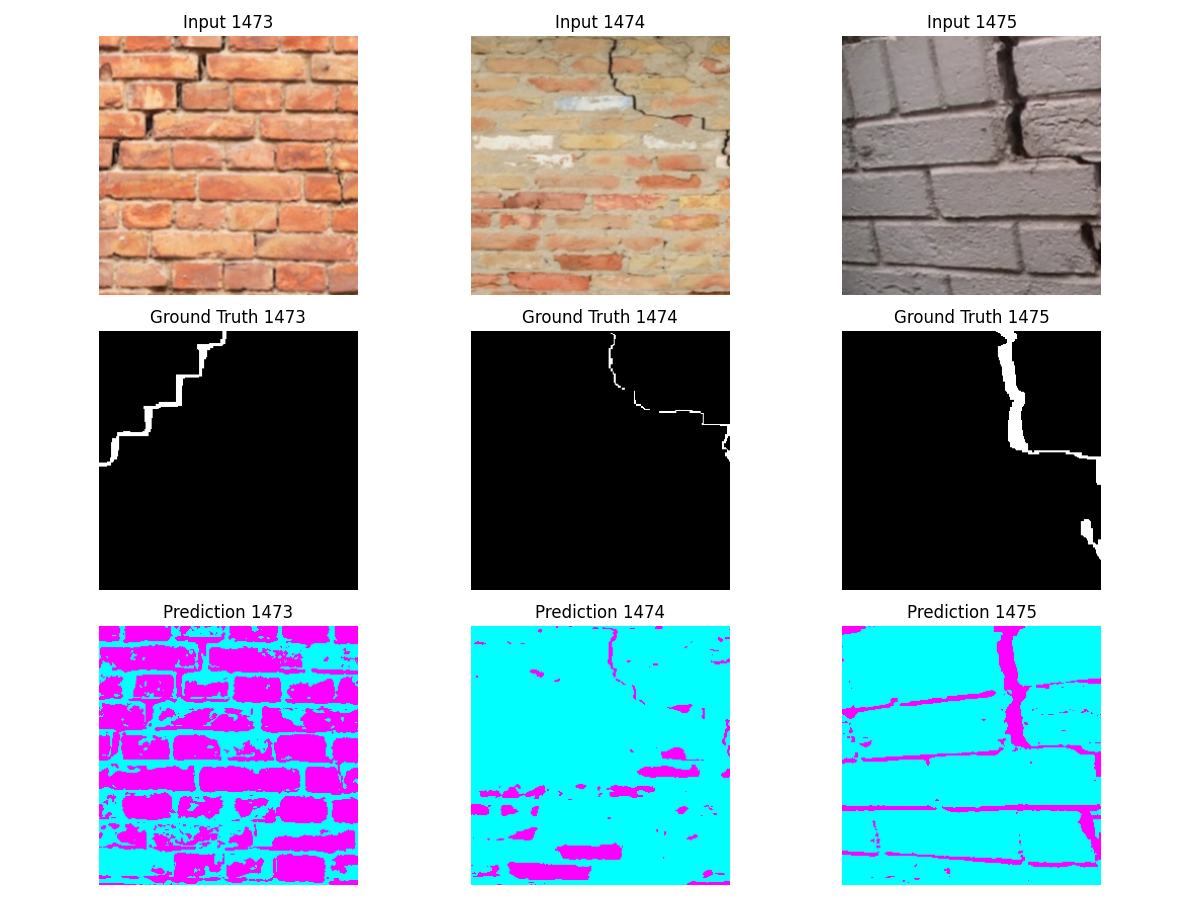 Input 1473
Input 1474
Input 1475
Ground Truth 1473
Ground Truth 1474
Ground Truth 1475
Prediction 1473
Prediction 1474
Prediction 1475